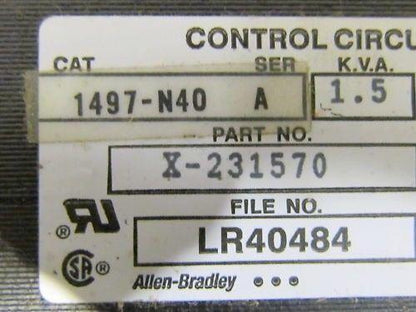 CONTROL CIRCU
CAT SER K.V.A.
1497-N40 A 1.5
PART NO.
X-231570
FILE NO.
LR40484
Allen-Bradley